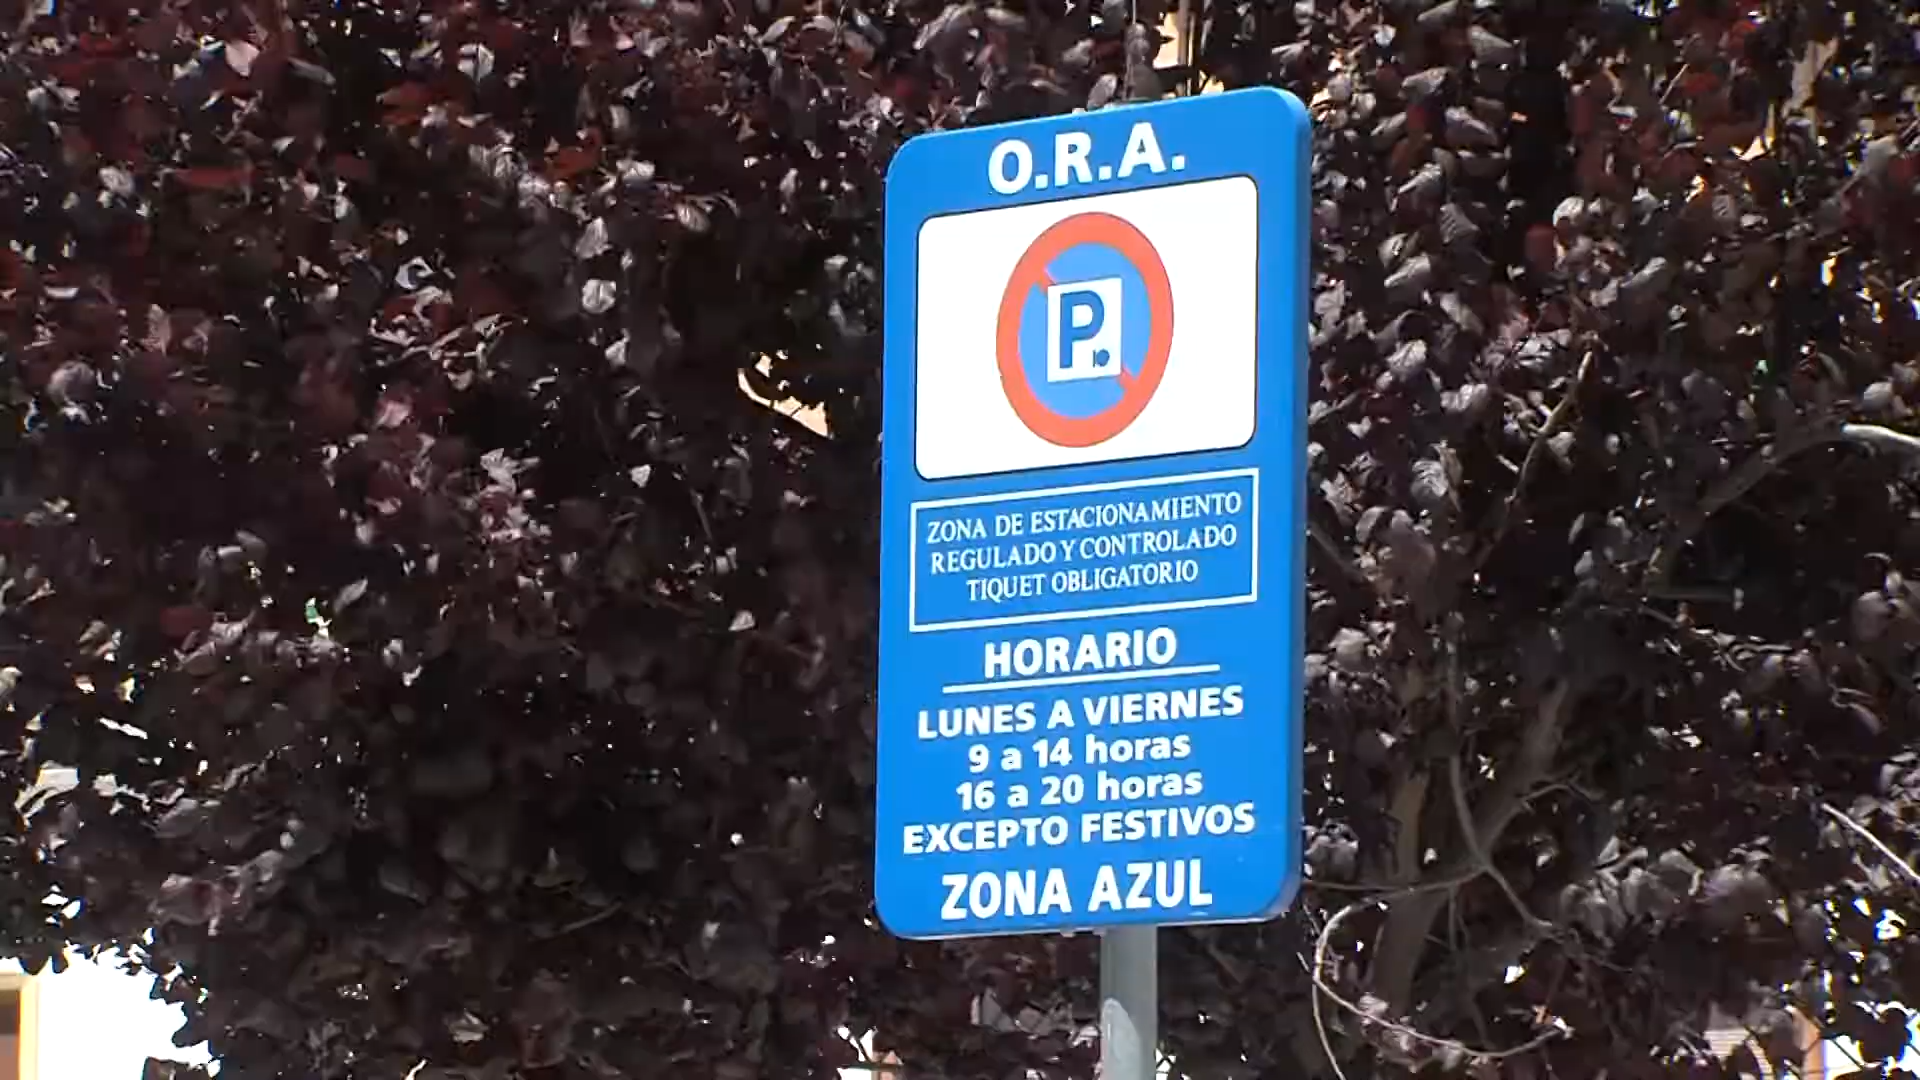 O.R.A.
P
ZONA DE ESTACIONAMIENTO
REGULADO Y CONTROLADO
TIQUET OBLIGATORIO
HORARIO
LUNES A VIERNES
9 a 14 horas
16 a 20 horas
EXCEPTO FESTIVOS
ZONA AZUL